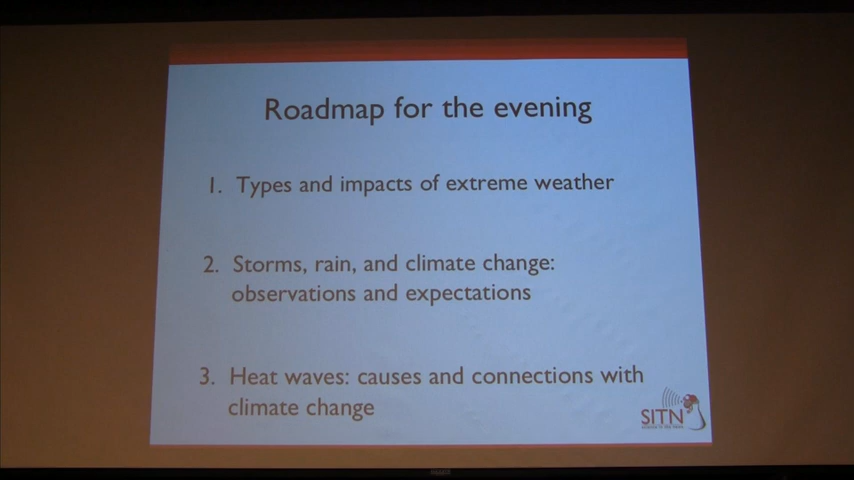 Roadmap for the evening
1. Types and impacts of extreme weather
2. Storms, rain, and climate change:
observations and expectations
3. Heat waves: causes and connections with
climate change
SITN